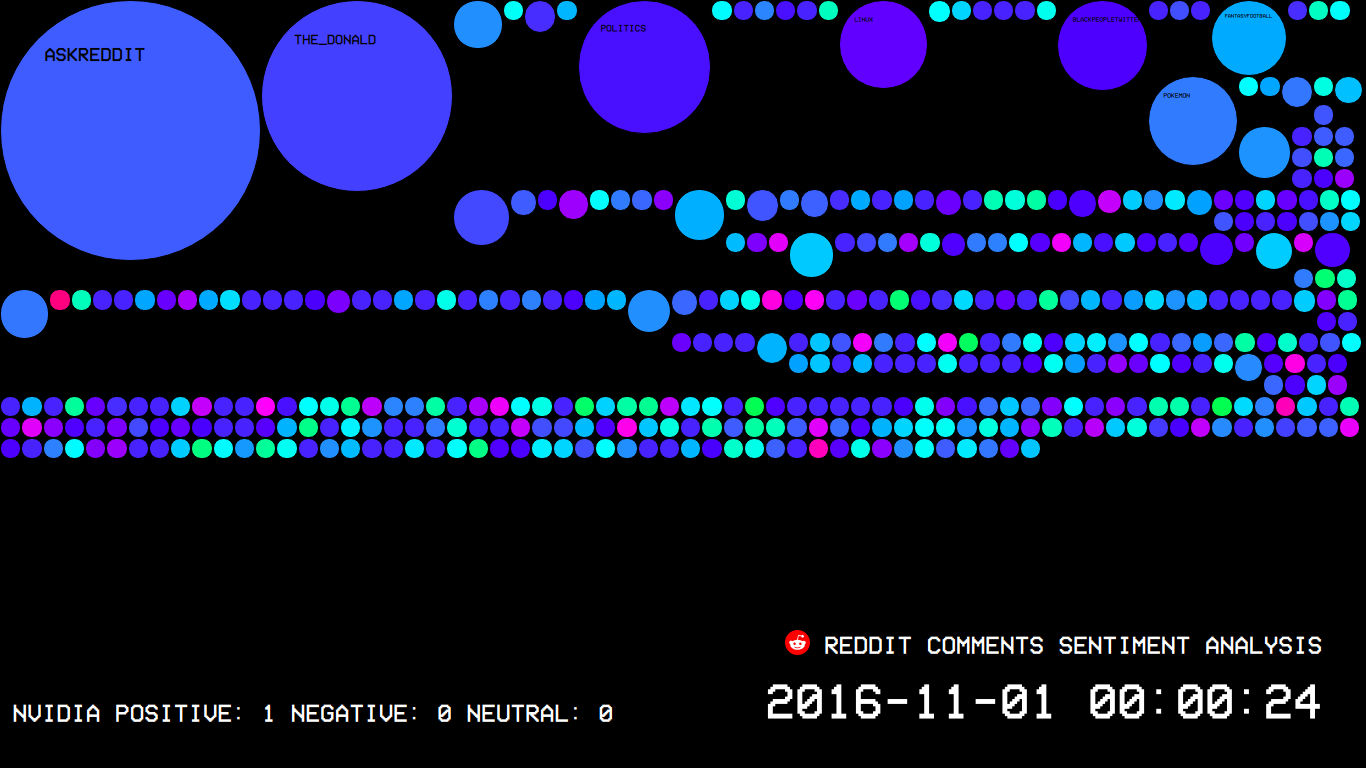 ASKREDDIT
THE_DONALD
POLITICS
LINUX
BLACKPEOPLETWITTE
FANTASYFOOTBALL
POKEMON
REDDIT COMMENTS SENTIMENT ANALYSIS
2016-11-01 00:00:24
NVIDIA POSITIVE: 1 NEGATIVE: 0 NEUTRAL: 0